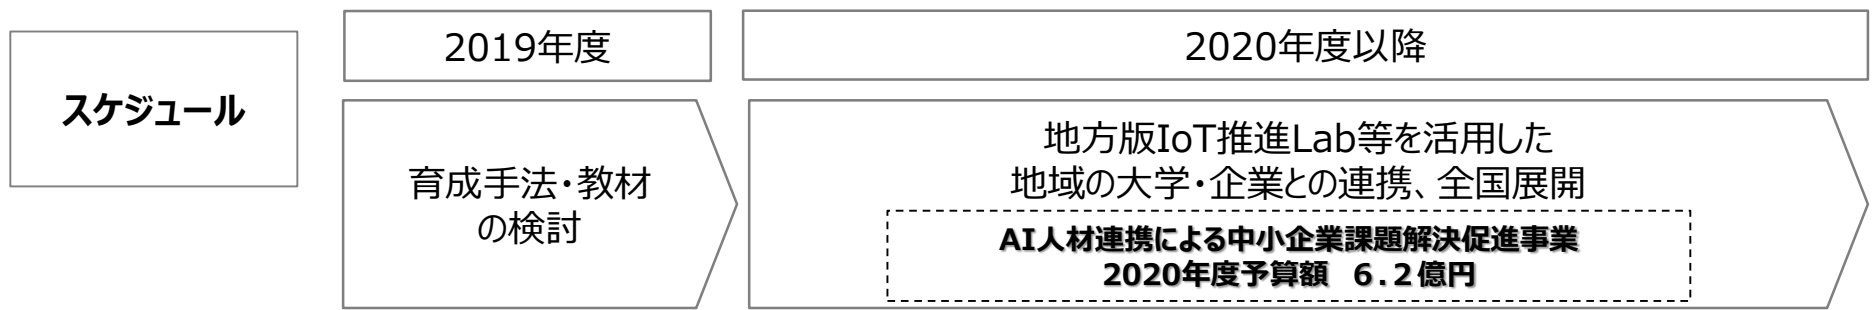 スケジュール
2019年度
2020年度以降
育成手法・教材
の検討
地方版IoT推進Lab等を活用した
地域の大学・企業との連携、全国展開
AI人材連携による中小企業課題解決促進事業
2020年度予算額　６.２億円